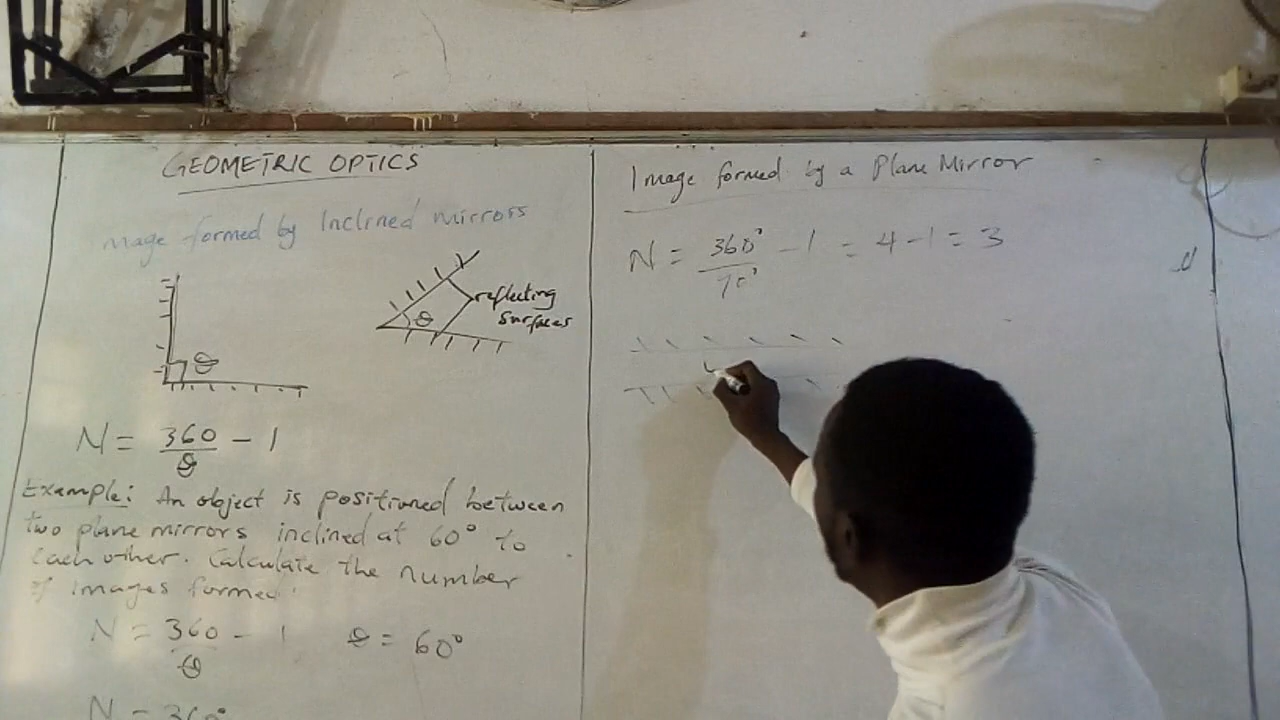 GEOMETRIC OPTICS
mage formed by Inclined mirrors
reflecting
surfaces
θ
θ
N = 360/θ - 1
Example: An object is positioned between
two plane mirrors inclined at 60° to
each other. Calculate the number
of images formed.
N = 360/θ - 1 θ = 60°
N = 360°
Image formed by a Plane Mirror
N = 360°/90° - 1 = 4 - 1 = 3